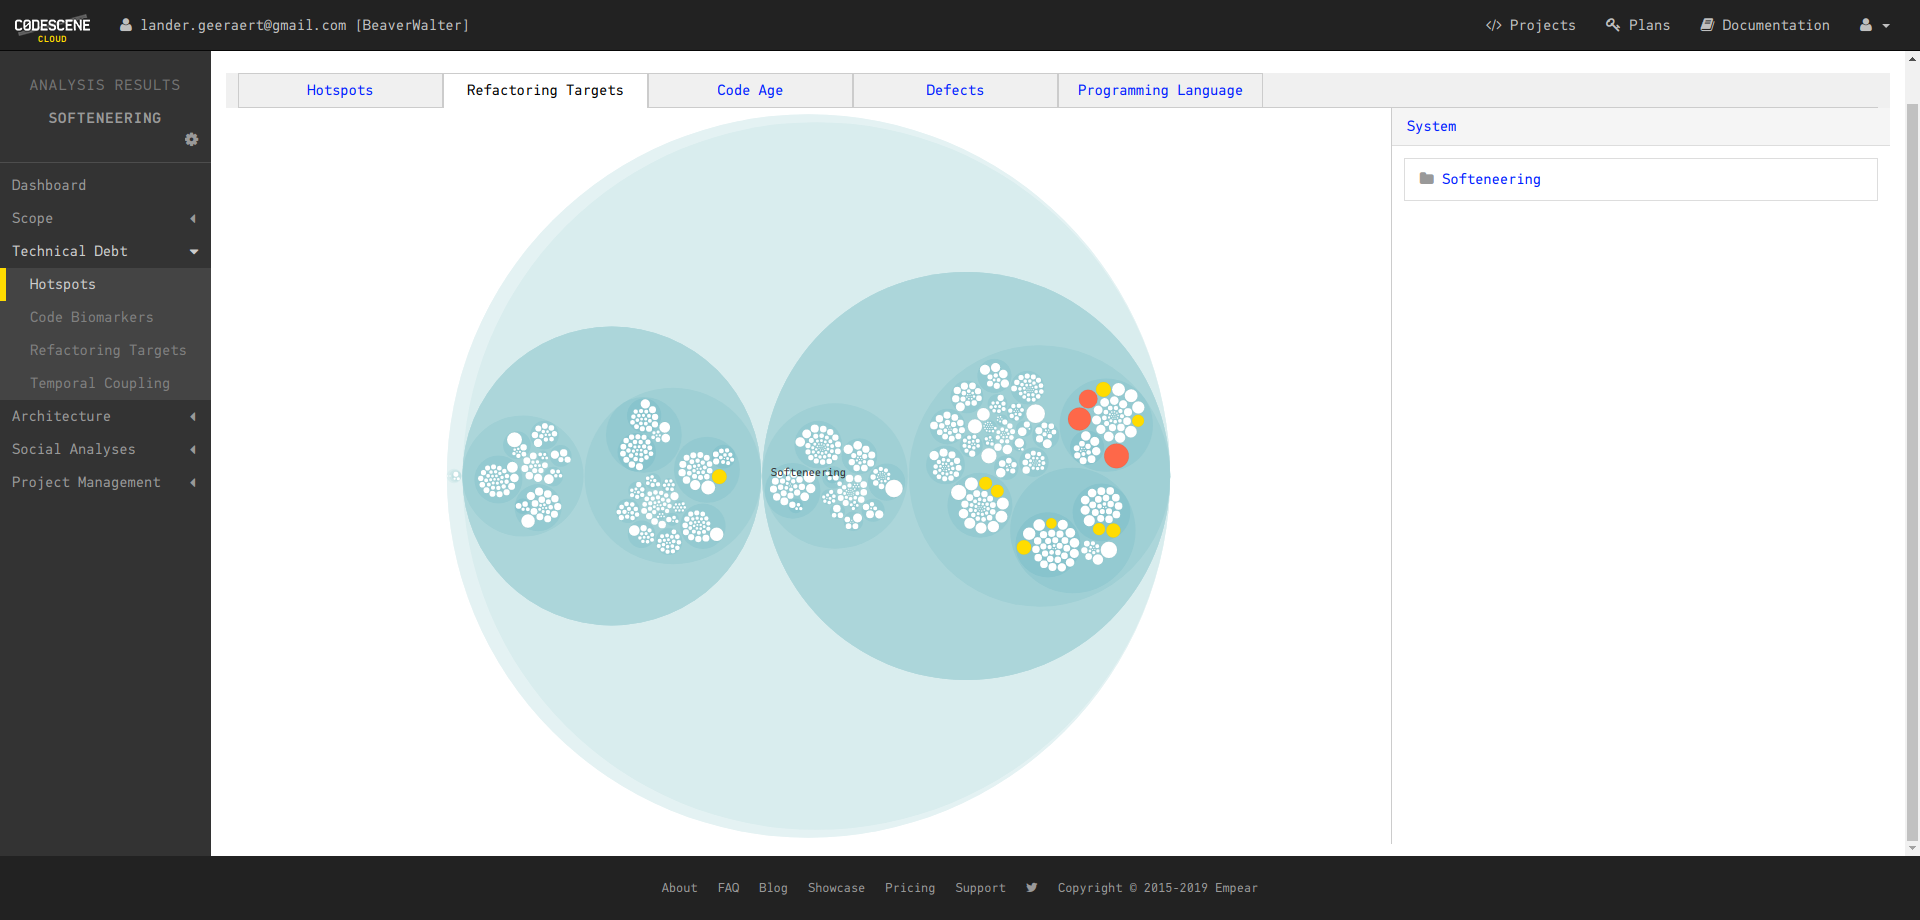 CØDESCENE
CLOUD
lander.geeraert@gmail.com [BeaverWalter]
Projects
Plans
Documentation
ANALYSIS RESULTS
SOFTENEERING
Dashboard
Scope
Technical Debt
Hotspots
Code Biomarkers
Refactoring Targets
Temporal Coupling
Architecture
Social Analyses
Project Management
Hotspots
Refactoring Targets
Code Age
Defects
Programming Language
Softeneering
System
Softeneering
About
FAQ
Blog
Showcase
Pricing
Support
Copyright © 2015-2019 Empear